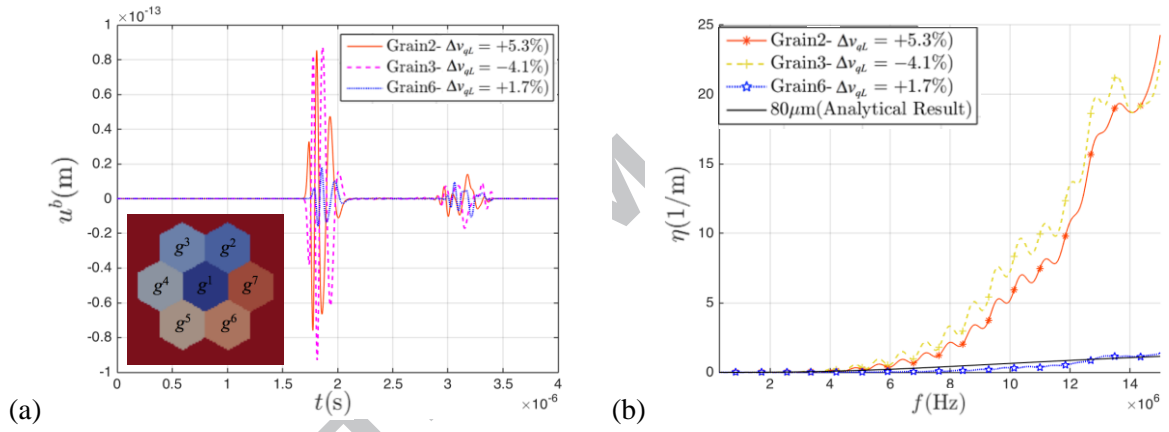 ×10⁻¹³
1
0.8
0.6
0.4
0.2
0
-0.2
-0.4
-0.6
-0.8
-1
u^b(m)
Grain2- Δv_qL = +5.3%)
Grain3- Δv_qL = −4.1%)
Grain6- Δv_qL = +1.7%)
g³ g²
g⁴ g¹ g⁷
g⁵ g⁶
0 0.5 1 1.5 2 2.5 3 3.5 4
×10⁻⁶
t(s)
(a)
25
20
15
10
5
0
η(1/m)
Grain2- Δv_qL = +5.3%)
Grain3- Δv_qL = −4.1%)
Grain6- Δv_qL = +1.7%)
80μm(Analytical Result)
2 4 6 8 10 12 14
×10⁶
f(Hz)
(b)